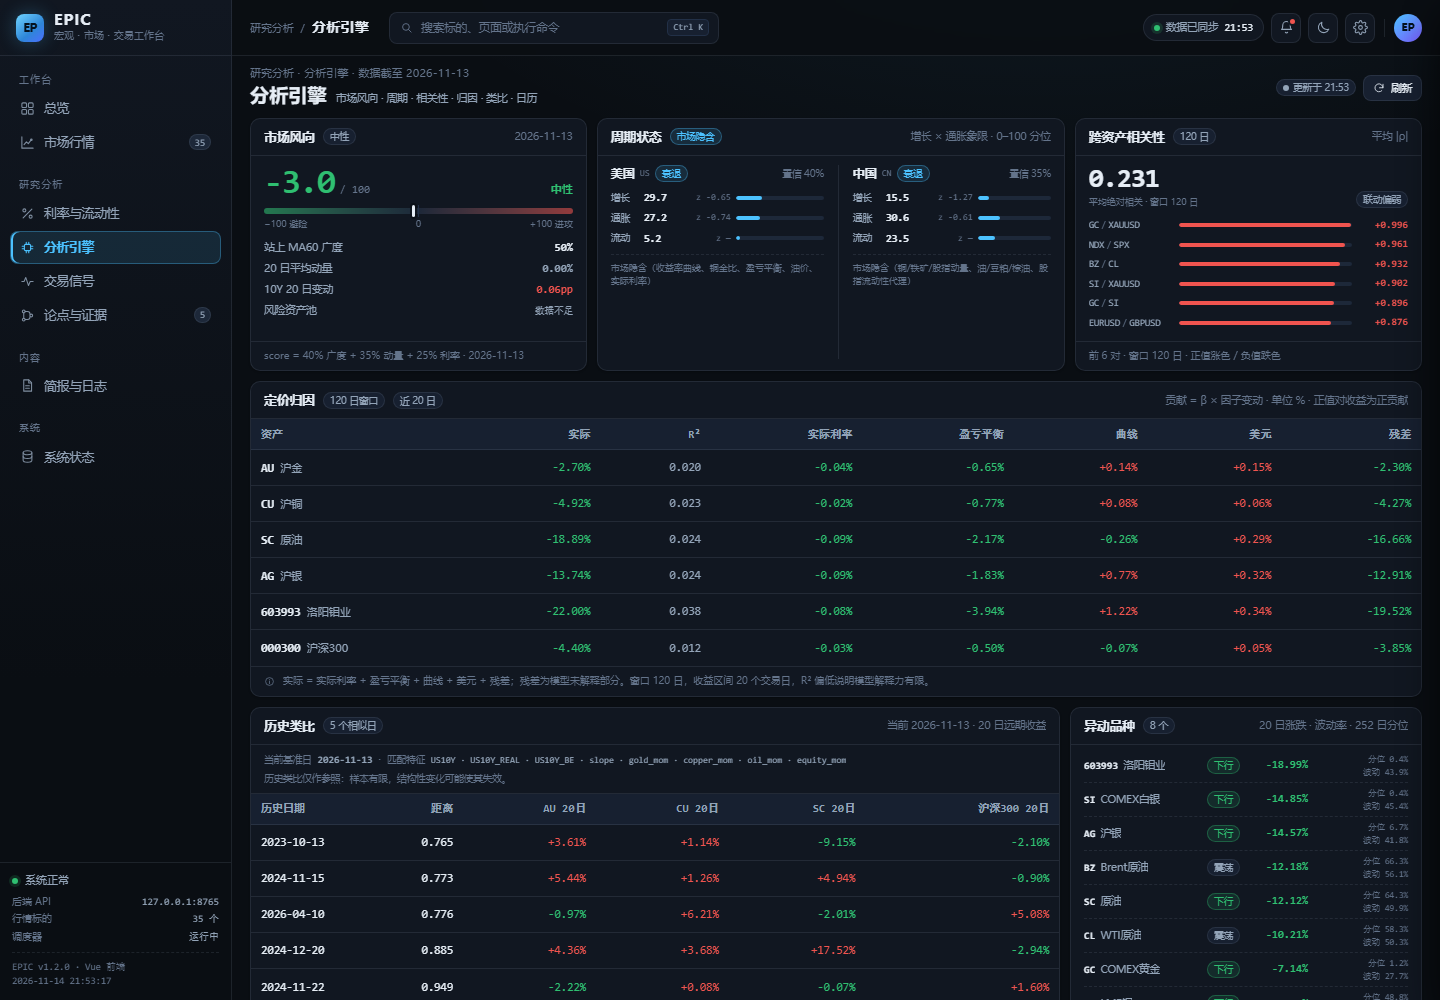 EP
EPIC
宏观 · 市场 · 交易工作台
工作台
总览
市场行情 35
研究分析
利率与流动性
分析引擎
交易信号
论点与证据 5
内容
简报与日志
系统
系统状态
系统正常
后端 API 127.0.0.1:8765
行情标的 35 个
调度器 运行中
EPIC v1.2.0 · Vue 前端
2026-11-14 21:53:17
研究分析 / 分析引擎
搜索标的、页面或执行命令 Ctrl K
数据已同步 21:53
EP
研究分析 · 分析引擎 · 数据截至 2026-11-13
分析引擎 市场风向 · 周期 · 相关性 · 归因 · 类比 · 日历
更新于 21:53 刷新
市场风向 中性 2026-11-13
-3.0 / 100 中性
−100 避险 0 +100 进攻
站上 MA60 广度 50%
20 日平均动量 0.00%
10Y 20 日变动 0.06pp
风险资产池 数据不足
score = 40% 广度 + 35% 动量 + 25% 利率 · 2026-11-13
周期状态 市场隐含 增长 × 通胀象限 · 0–100 分位
美国 US 衰退 置信 40%
增长 29.7 z -0.65
通胀 27.2 z -0.74
流动 5.2 z —
市场隐含（收益率曲线、铜金比、盈亏平衡、油价、
实际利率）
中国 CN 衰退 置信 35%
增长 15.5 z -1.27
通胀 30.6 z -0.61
流动 23.5 z —
市场隐含（铜/铁矿/股指动量、油/豆粕/棕油、股
指流动性代理）
跨资产相关性 120 日 平均 |ρ|
0.231
平均绝对相关 · 窗口 120 日 联动偏弱
GC / XAUUSD +0.996
NDX / SPX +0.961
BZ / CL +0.932
SI / XAUUSD +0.902
GC / SI +0.896
EURUSD / GBPUSD +0.876
前 6 对 · 窗口 120 日 · 正值涨色 / 负值跌色
定价归因 120 日窗口 近 20 日 贡献 = β × 因子变动 · 单位 % · 正值对收益为正贡献
资产 实际 R² 实际利率 盈亏平衡 曲线 美元 残差
AU 沪金 -2.70% 0.020 -0.04% -0.65% +0.14% +0.15% -2.30%
CU 沪铜 -4.92% 0.023 -0.02% -0.77% +0.08% +0.06% -4.27%
SC 原油 -18.89% 0.024 -0.09% -2.17% -0.26% +0.29% -16.66%
AG 沪银 -13.74% 0.024 -0.09% -1.83% +0.77% +0.32% -12.91%
603993 洛阳钼业 -22.00% 0.038 -0.08% -3.94% +1.22% +0.34% -19.52%
000300 沪深300 -4.40% 0.012 -0.03% -0.50% -0.07% +0.05% -3.85%
实际 = 实际利率 + 盈亏平衡 + 曲线 + 美元 + 残差；残差为模型未解释部分。窗口 120 日，收益区间 20 个交易日，R² 偏低说明模型解释力有限。
历史类比 5 个相似日 当前 2026-11-13 · 20 日远期收益
当前基准日 2026-11-13 · 匹配特征 US10Y · US10Y_REAL · US10Y_BE · slope · gold_mom · copper_mom · oil_mom · equity_mom
历史类比仅作参照：样本有限，结构性变化可能使其失效。
历史日期 距离 AU 20日 CU 20日 SC 20日 沪深300 20日
2023-10-13 0.765 +3.61% +1.14% -9.15% -2.10%
2024-11-15 0.773 +5.44% +1.26% +4.94% -0.90%
2026-04-10 0.776 -0.97% +6.21% -2.01% +5.08%
2024-12-20 0.885 +4.36% +3.68% +17.52% -2.94%
2024-11-22 0.949 -2.22% +0.08% -0.07% +1.60%
异动品种 8 个 20 日涨跌 · 波动率 · 252 日分位
603993 洛阳钼业 下行 -18.99% 分位 0.4%
波动 43.9%
SI COMEX白银 下行 -14.85% 分位 0.4%
波动 45.4%
AG 沪银 下行 -14.57% 分位 6.7%
波动 41.8%
BZ Brent原油 震荡 -12.18% 分位 66.3%
波动 56.1%
SC 原油 下行 -12.12% 分位 64.3%
波动 49.9%
CL WTI原油 震荡 -10.21% 分位 58.3%
波动 50.3%
GC COMEX黄金 下行 -7.14% 分位 1.2%
波动 27.7%
分位 48.8%